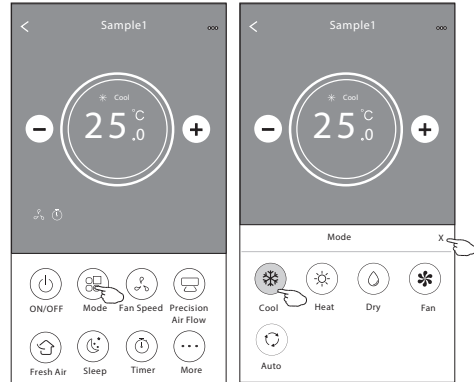 Sample1
Cool
25.0°C
ON/OFF
Mode
Fan Speed
Precision
Air Flow
Fresh Air
Sleep
Timer
More
Sample1
Cool
25.0°C
Mode
X
Cool
Heat
Dry
Fan
Auto